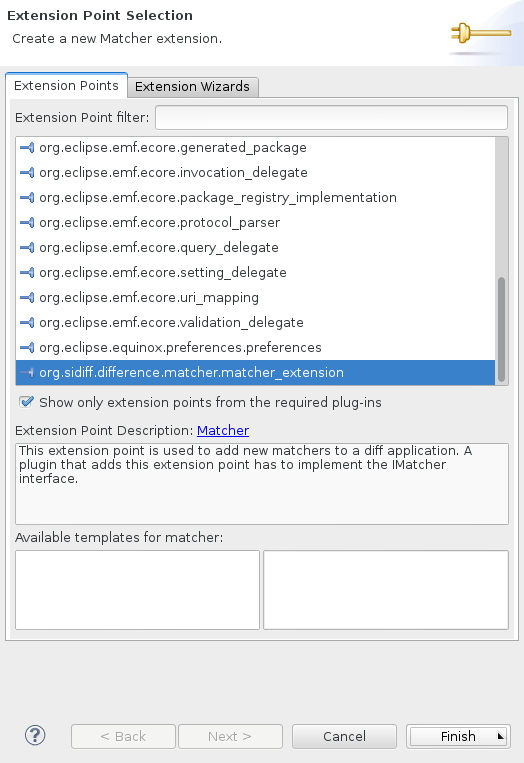 Extension Point Selection
Create a new Matcher extension.
Extension Points
Extension Wizards
Extension Point filter:
org.eclipse.emf.ecore.generated_package
org.eclipse.emf.ecore.invocation_delegate
org.eclipse.emf.ecore.package_registry_implementation
org.eclipse.emf.ecore.protocol_parser
org.eclipse.emf.ecore.query_delegate
org.eclipse.emf.ecore.setting_delegate
org.eclipse.emf.ecore.uri_mapping
org.eclipse.emf.ecore.validation_delegate
org.eclipse.equinox.preferences.preferences
org.sidiff.difference.matcher.matcher_extension
Show only extension points from the required plug-ins
Extension Point Description: Matcher
This extension point is used to add new matchers to a diff application. A
plugin that adds this extension point has to implement the IMatcher
interface.
Available templates for matcher:
?
< Back
Next >
Cancel
Finish